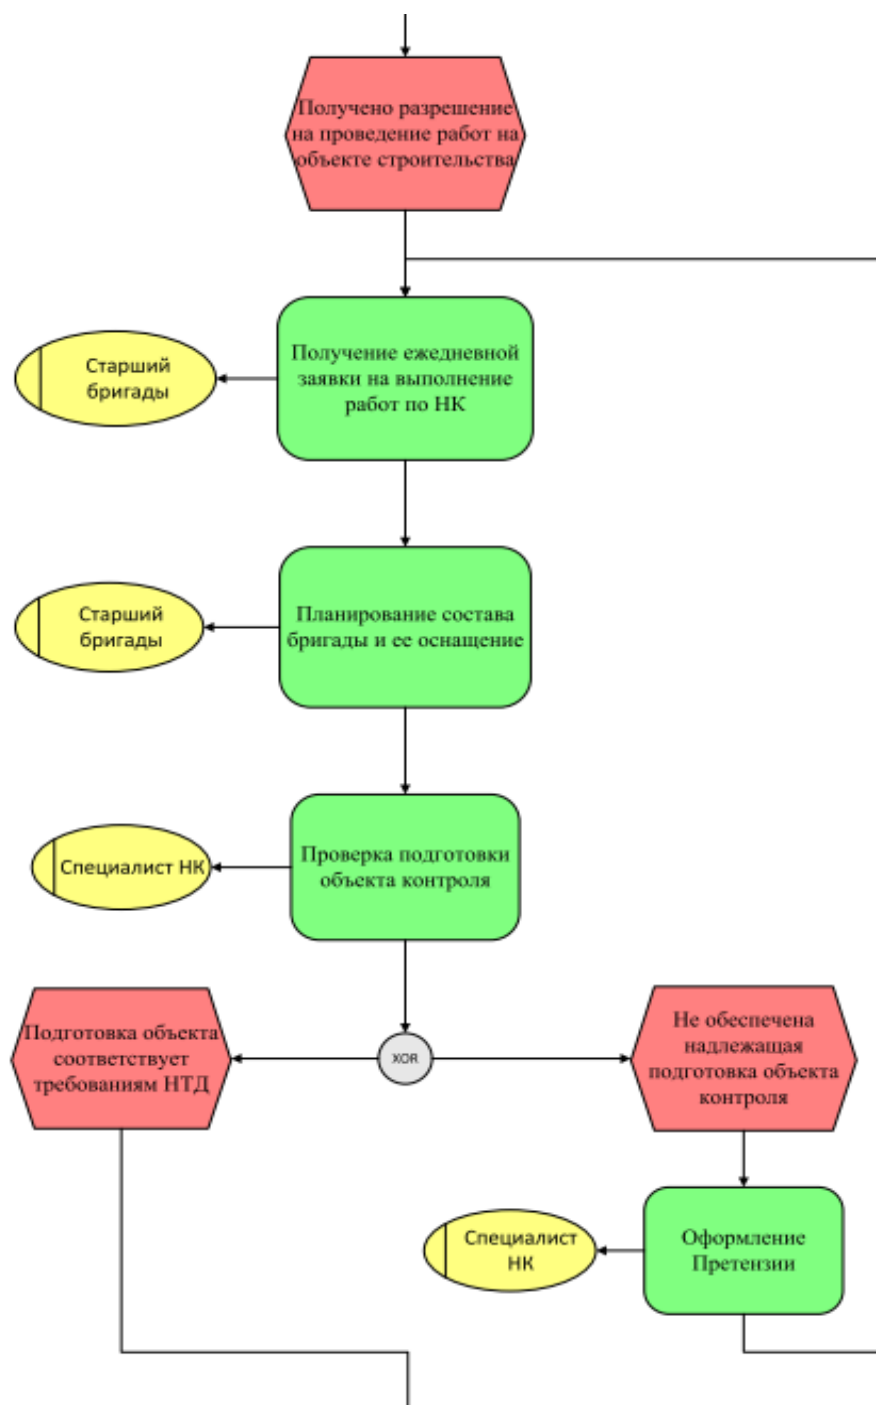 Получено разрешение
на проведение работ на
объекте строительства
Получение ежедневной
заявки на выполнение
работ по НК
Старший
бригады
Планирование состава
бригады и ее оснащение
Старший
бригады
Проверка подготовки
объекта контроля
Специалист НК
XOR
Подготовка объекта
соответствует
требованиям НТД
Не обеспечена
надлежащая
подготовка объекта
контроля
Оформление
Претензии
Специалист
НК